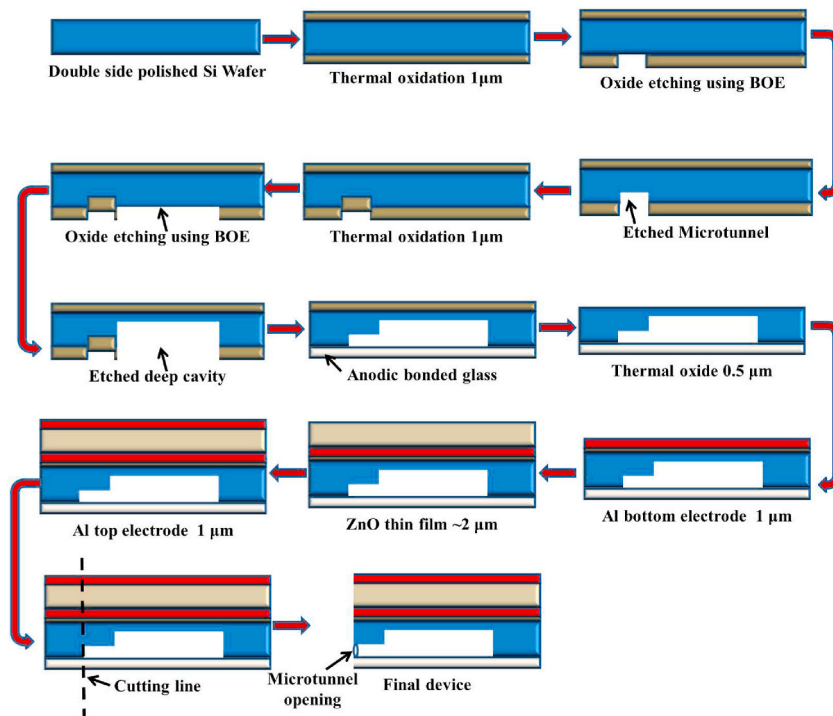 Double side polished Si Wafer
Thermal oxidation 1μm
Oxide etching using BOE
Oxide etching using BOE
Thermal oxidation 1μm
Etched Microtunnel
Etched deep cavity
Anodic bonded glass
Thermal oxide 0.5 μm
Al top electrode 1 μm
ZnO thin film ~2 μm
Al bottom electrode 1 μm
Cutting line
Microtunnel
opening
Final device